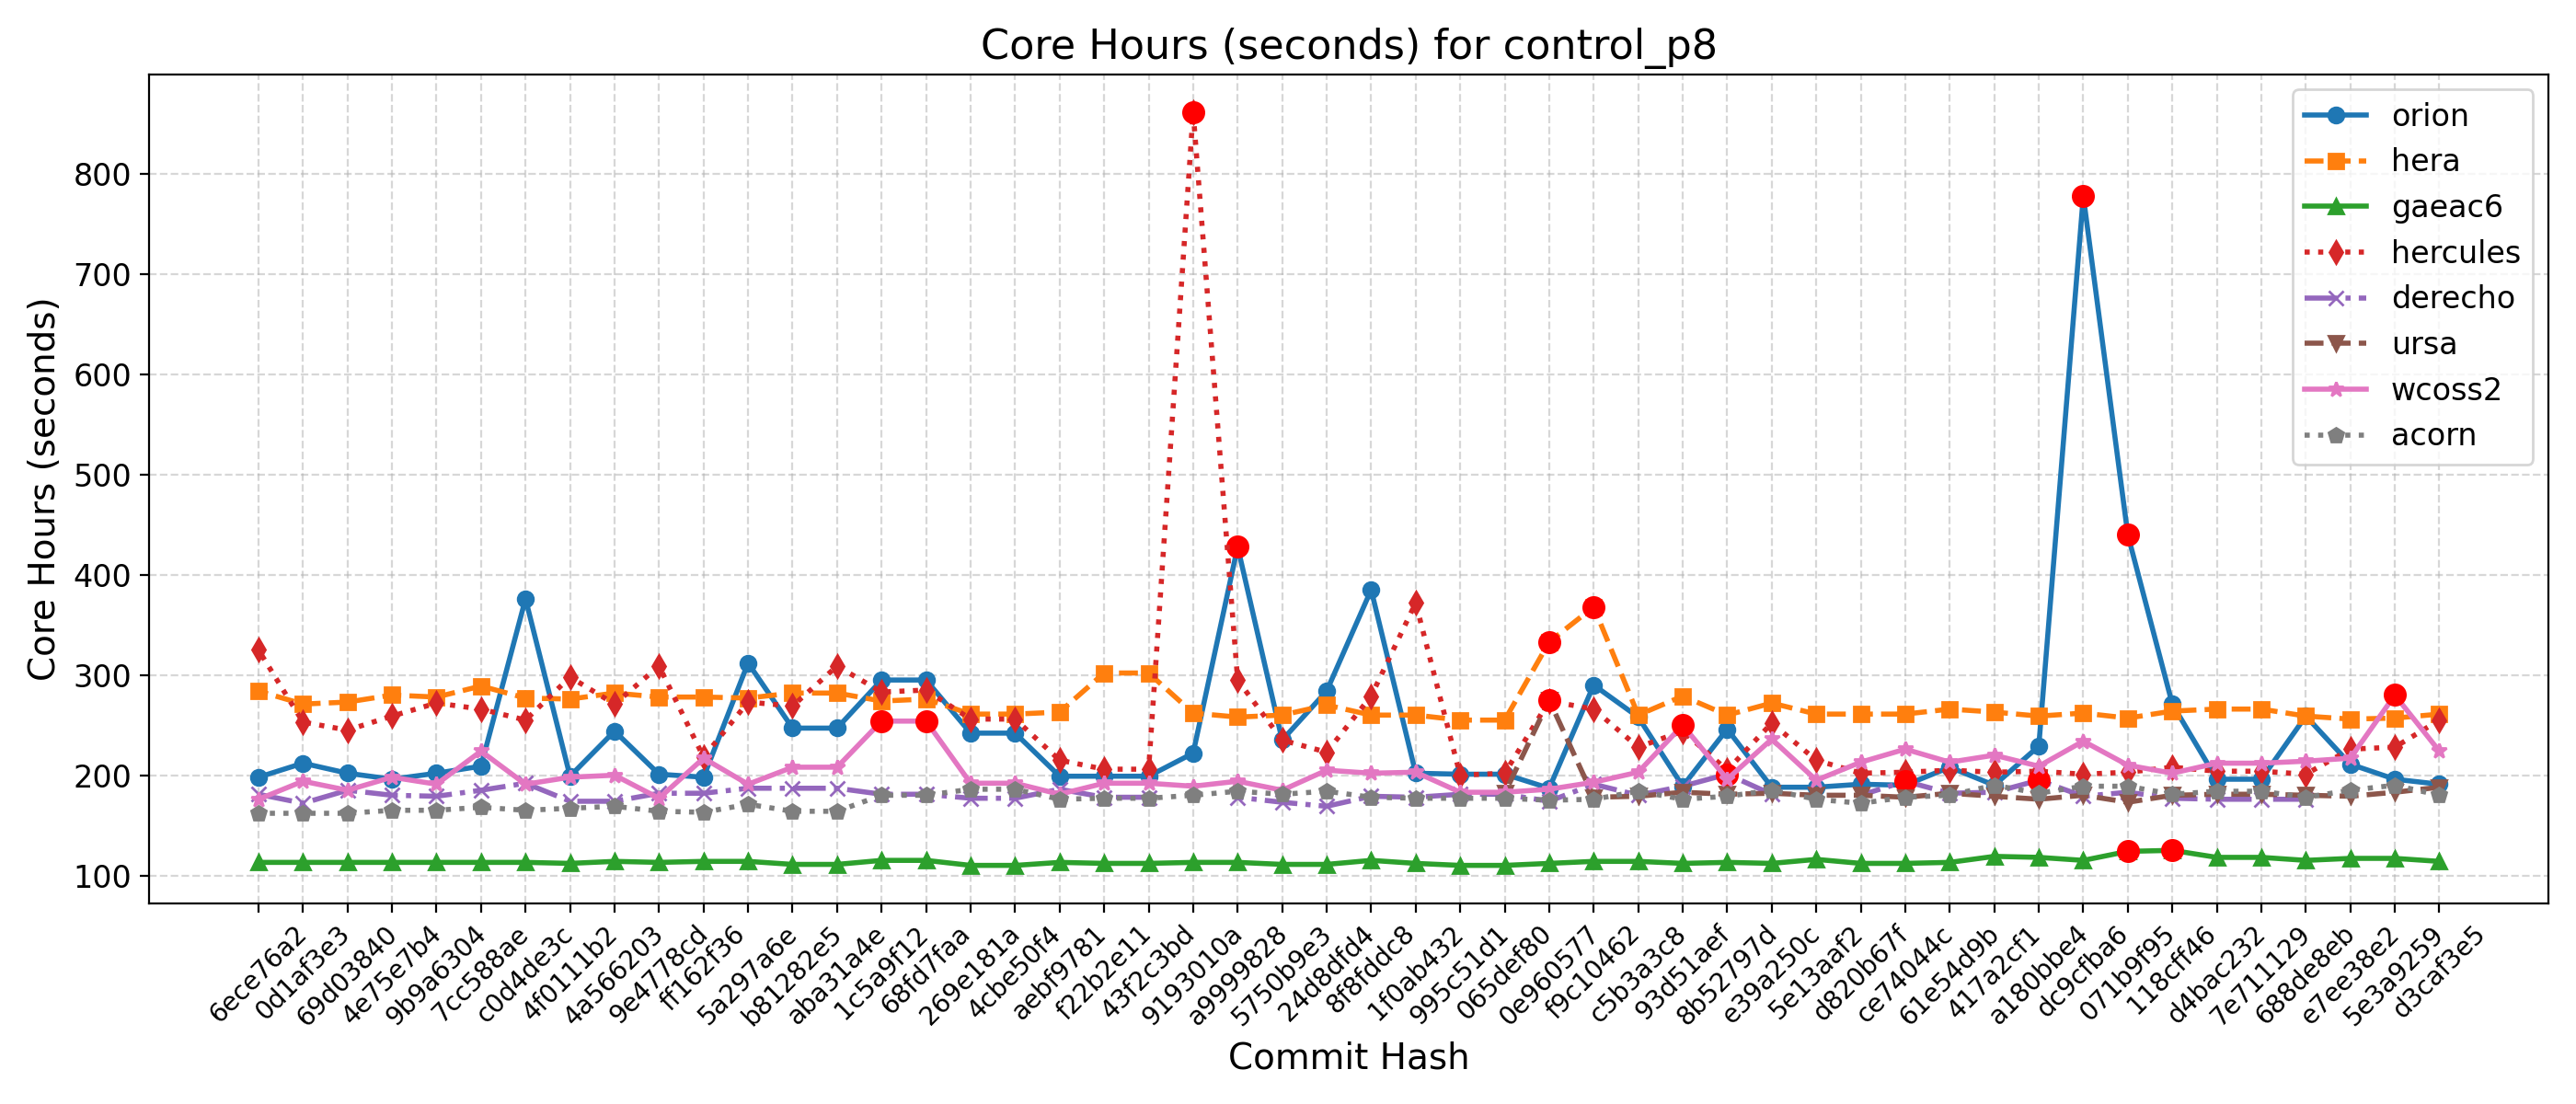 Core Hours (seconds) for control_p8
Core Hours (seconds)
800
700
600
500
400
300
200
100
orion
hera
gaeac6
hercules
derecho
ursa
wcoss2
acorn
6ece76a2
0d1af3e3
69d03840
4e75e7b4
9b9a6304
7cc588ae
c0d4de3c
4f0111b2
4a566203
9e4778cd
ff162f36
5a297a6e
b81282e5
aba31a4e
1c5a9f12
68fd7faa
269e181a
4cbe50f4
aebf9781
f22b2e11
43f2c3bd
9193010a
a9999828
5750b9e3
24d8dfd4
8f8fddc8
1f0ab432
995c51d1
065def80
0e960577
f9c10462
c5b3a3c8
93d51aef
8b52797d
e39a250c
5e13aaf2
d820b67f
ce74044c
61e54d9b
417a2cf1
a180bbe4
dc9cfba6
071b9f95
118cff46
d4bac232
7e711129
688de8eb
e7ee38e2
5e3a9259
d3caf3e5
Commit Hash